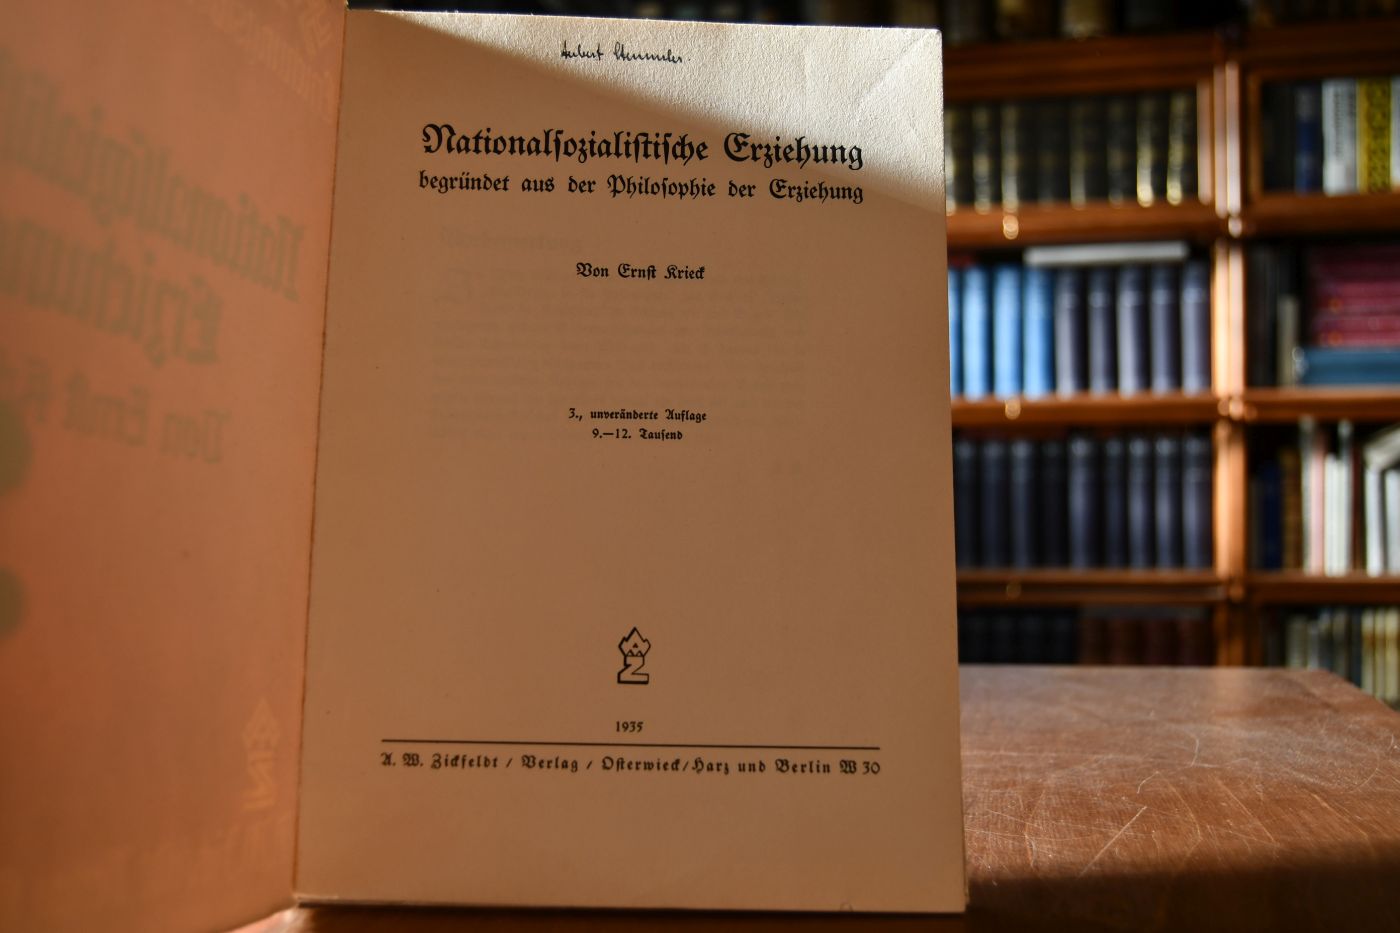 Nationalsozialistische Erziehung
begründet aus der Philosophie der Erziehung
Von Ernst Krieck
3., unveränderte Auflage
9.—12. Tausend
1935
A. W. Zickfeldt / Verlag / Osterwieck/Harz und Berlin W 30